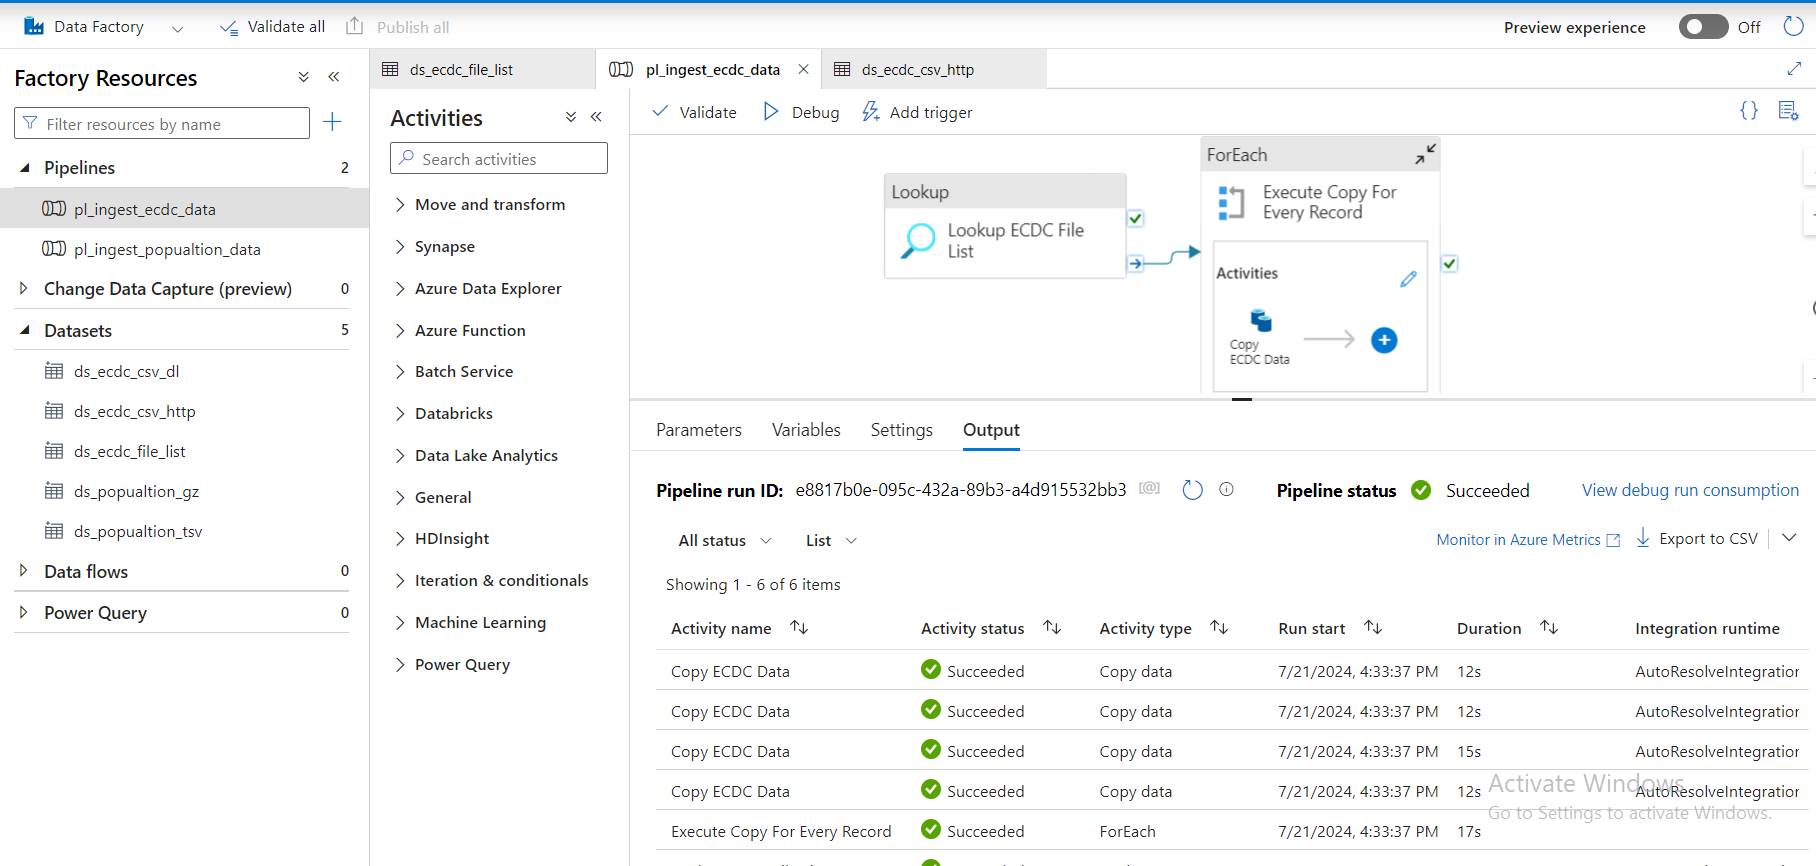 Data Factory
Validate all
Publish all
Preview experience
Off
Factory Resources
Filter resources by name
Pipelines 2
pl_ingest_ecdc_data
pl_ingest_popualtion_data
Change Data Capture (preview) 0
Datasets 5
ds_ecdc_csv_dl
ds_ecdc_csv_http
ds_ecdc_file_list
ds_popualtion_gz
ds_popualtion_tsv
Data flows 0
Power Query 0
ds_ecdc_file_list
pl_ingest_ecdc_data
ds_ecdc_csv_http
Activities
Search activities
Move and transform
Synapse
Azure Data Explorer
Azure Function
Batch Service
Databricks
Data Lake Analytics
General
HDInsight
Iteration & conditionals
Machine Learning
Power Query
Validate
Debug
Add trigger
Lookup
Lookup ECDC File
List
ForEach
Execute Copy For
Every Record
Activities
Copy
ECDC Data
Parameters Variables Settings Output
Pipeline run ID: e8817b0e-095c-432a-89b3-a4d915532bb3
Pipeline status Succeeded
View debug run consumption
All status
List
Monitor in Azure Metrics
Export to CSV
Showing 1 - 6 of 6 items
Activity name Activity status Activity type Run start Duration Integration runtime
Copy ECDC Data Succeeded Copy data 7/21/2024, 4:33:37 PM 12s AutoResolveIntegration
Copy ECDC Data Succeeded Copy data 7/21/2024, 4:33:37 PM 12s AutoResolveIntegration
Copy ECDC Data Succeeded Copy data 7/21/2024, 4:33:37 PM 15s AutoResolveIntegration
Copy ECDC Data Succeeded Copy data 7/21/2024, 4:33:37 PM 12s AutoResolveIntegration
Execute Copy For Every Record Succeeded ForEach 7/21/2024, 4:33:37 PM 17s
Activate Windows
Go to Settings to activate Windows.